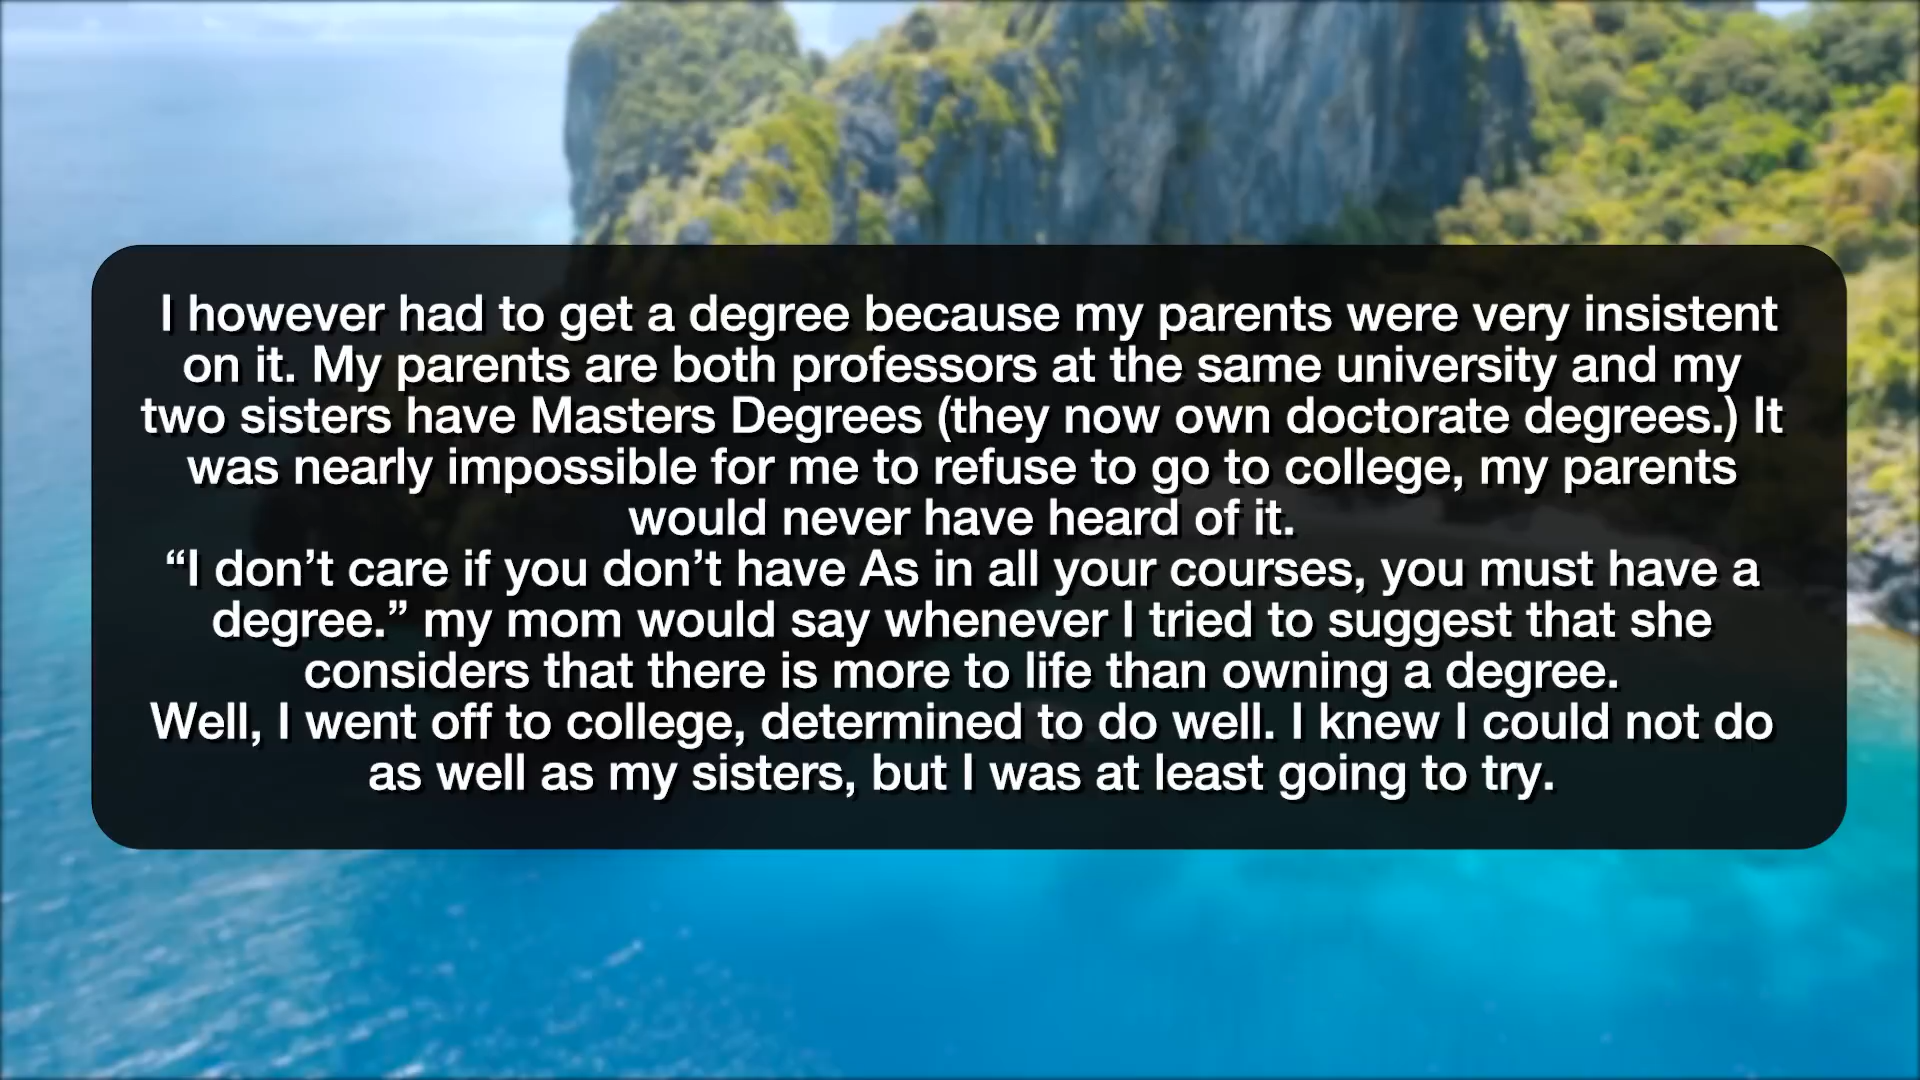 I however had to get a degree because my parents were very insistent
on it. My parents are both professors at the same university and my
two sisters have Masters Degrees (they now own doctorate degrees.) It
was nearly impossible for me to refuse to go to college, my parents
would never have heard of it.
“I don’t care if you don’t have As in all your courses, you must have a
degree.” my mom would say whenever I tried to suggest that she
considers that there is more to life than owning a degree.
Well, I went off to college, determined to do well. I knew I could not do
as well as my sisters, but I was at least going to try.